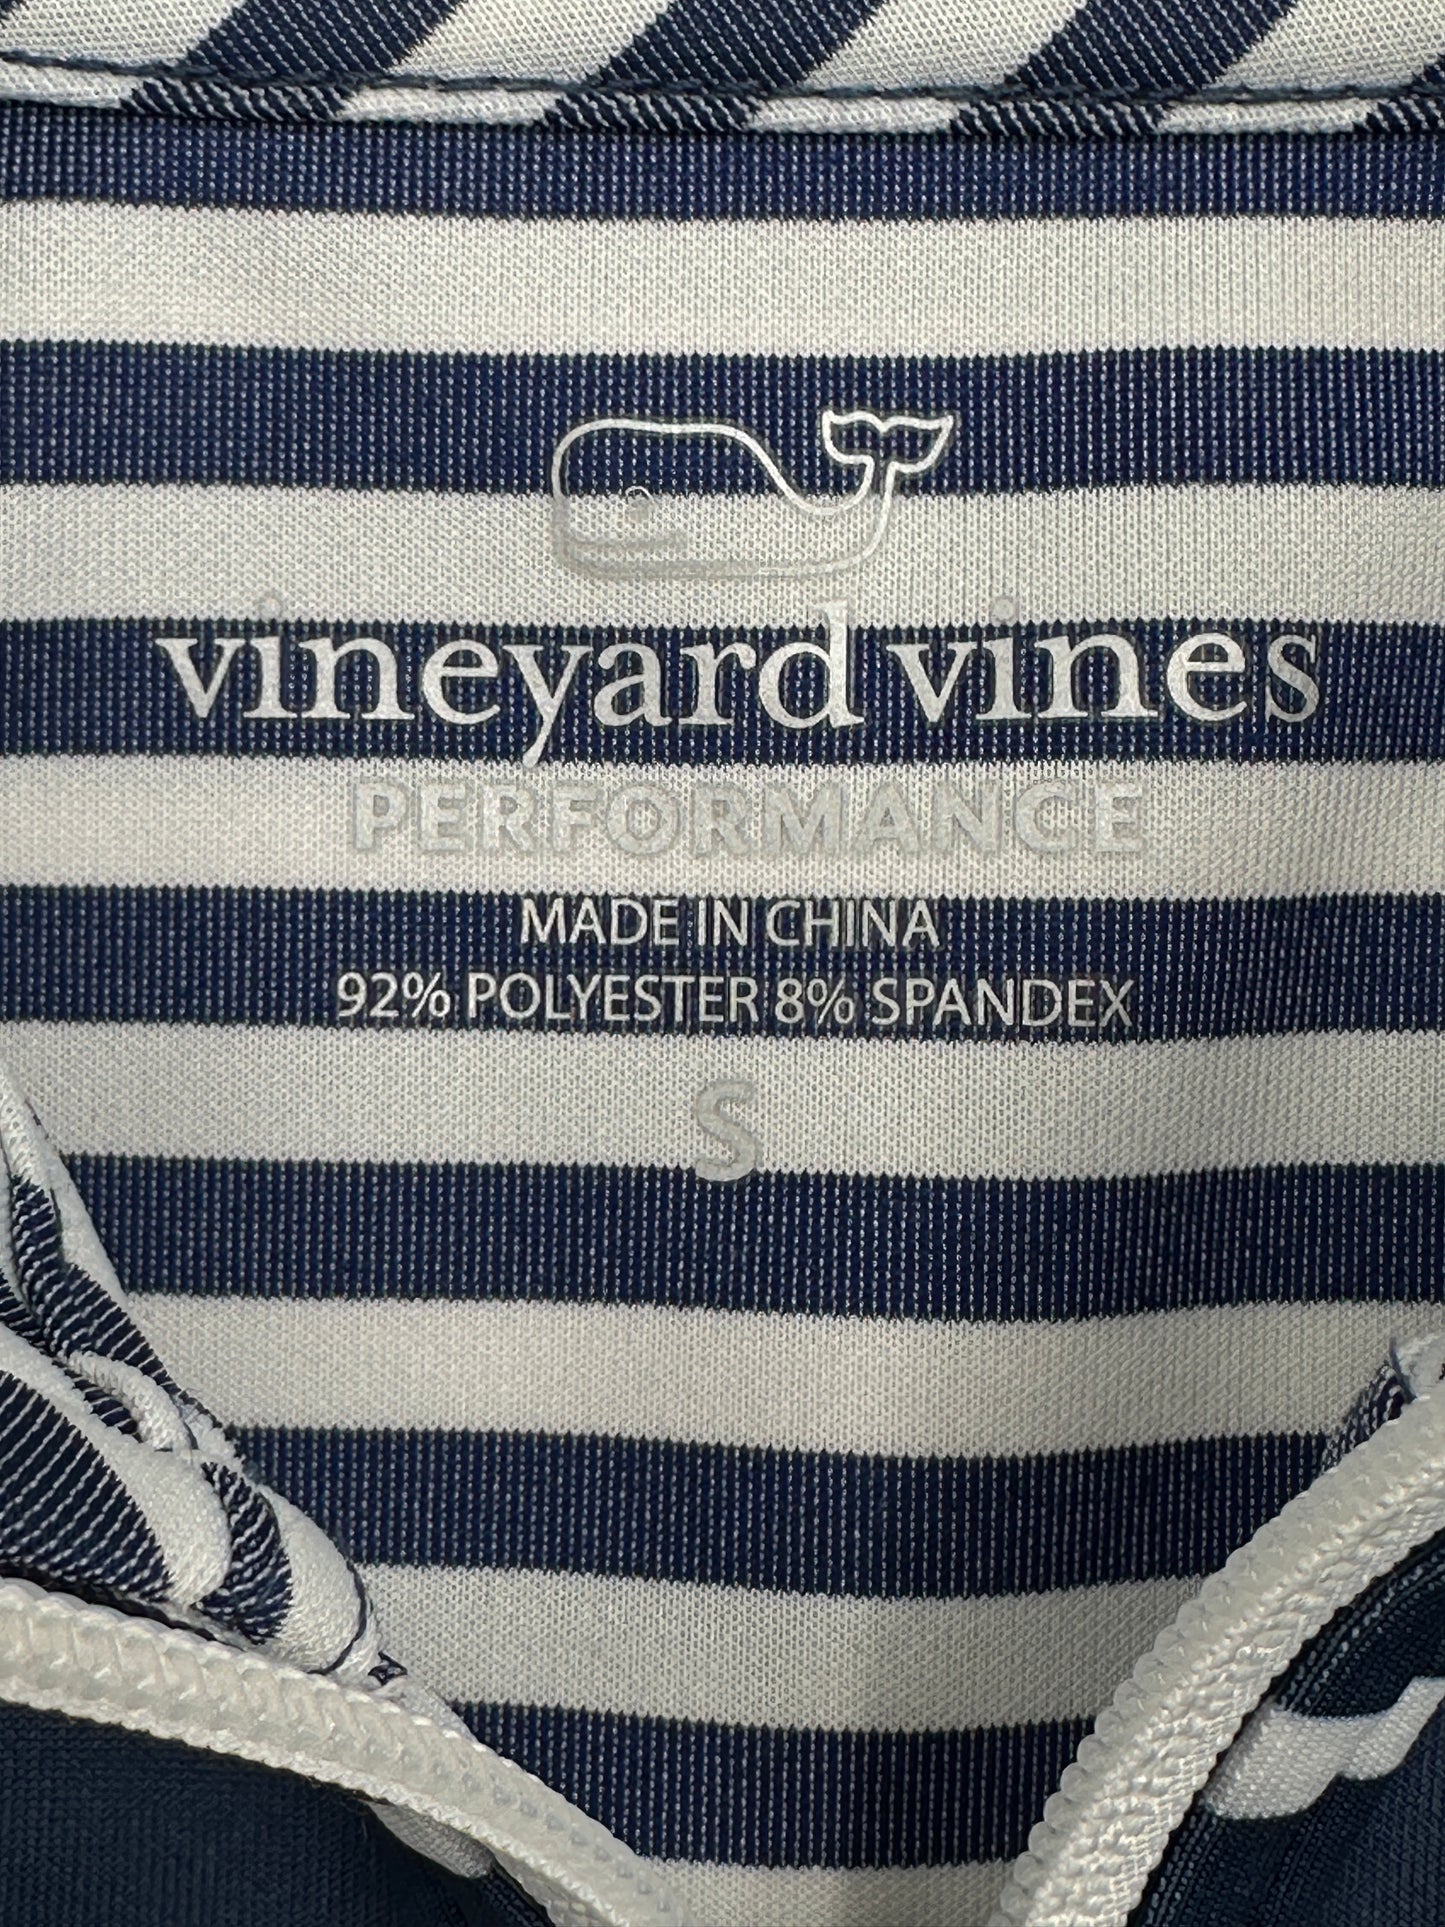 vineyard vines
PERFORMANCE
MADE IN CHINA
92% POLYESTER 8% SPANDEX
S